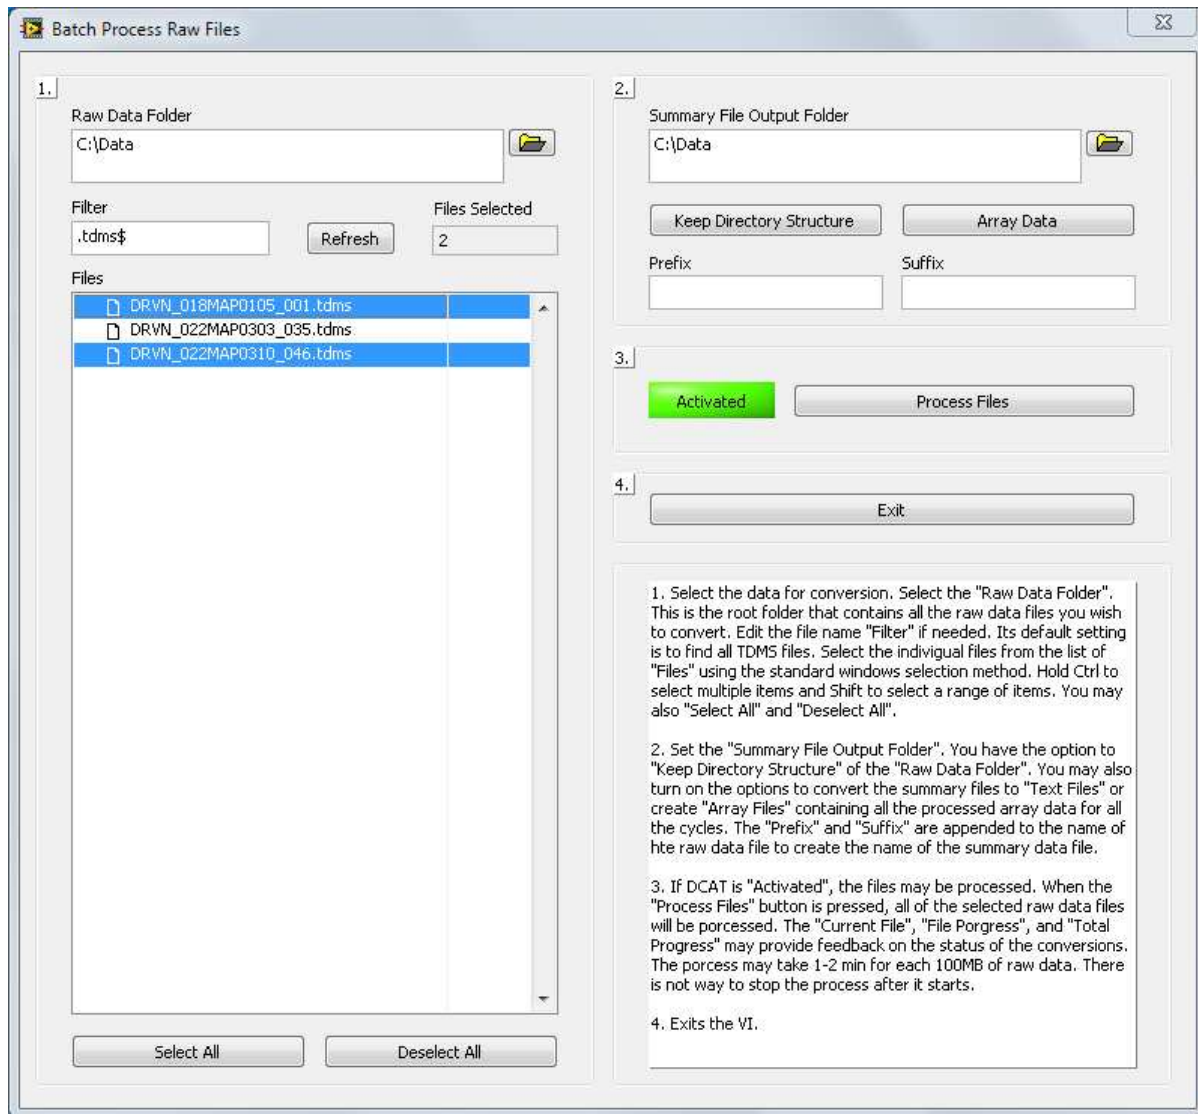 Batch Process Raw Files
1.
Raw Data Folder
C:\Data
Filter
Files Selected
.tdms$
Refresh
2
Files
DRVN_018MAP0105_001.tdms
DRVN_022MAP0303_035.tdms
DRVN_022MAP0310_046.tdms
Select All
Deselect All
2.
Summary File Output Folder
C:\Data
Keep Directory Structure
Array Data
Prefix
Suffix
3.
Activated
Process Files
4.
Exit
1. Select the data for conversion. Select the "Raw Data Folder".
This is the root folder that contains all the raw data files you wish
to convert. Edit the file name "Filter" if needed. Its default setting
is to find all TDMS files. Select the indivigual files from the list of
"Files" using the standard windows selection method. Hold Ctrl to
select multiple items and Shift to select a range of items. You may
also "Select All" and "Deselect All".
2. Set the "Summary File Output Folder". You have the option to
"Keep Directory Structure" of the "Raw Data Folder". You may also
turn on the options to convert the summary files to "Text Files" or
create "Array Files" containing all the processed array data for all
the cycles. The "Prefix" and "Suffix" are appended to the name of
hte raw data file to create the name of the summary data file.
3. If DCAT is "Activated", the files may be processed. When the
"Process Files" button is pressed, all of the selected raw data files
will be porcessed. The "Current File", "File Porgress", and "Total
Progress" may provide feedback on the status of the conversions.
The porcess may take 1-2 min for each 100MB of raw data. There
is not way to stop the process after it starts.
4. Exits the VI.